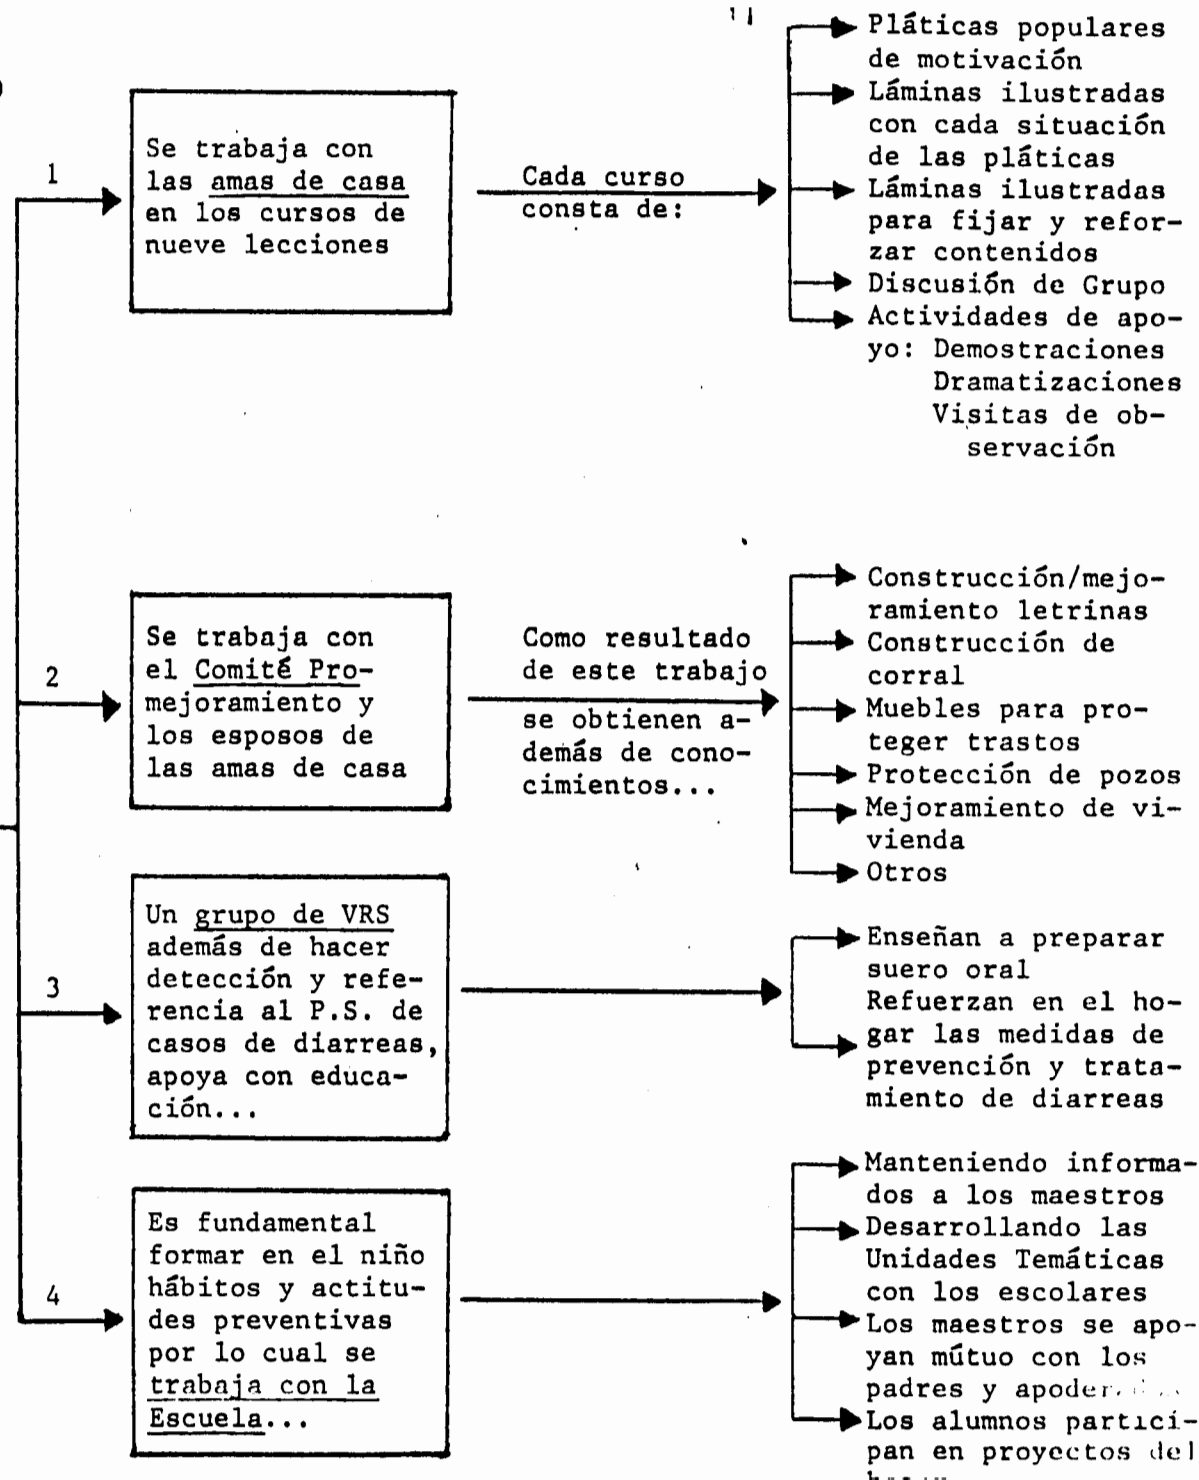 1
Se trabaja con
las amas de casa
en los cursos de
nueve lecciones
Cada curso
consta de:
Pláticas populares
de motivación
Láminas ilustradas
con cada situación
de las pláticas
Láminas ilustradas
para fijar y refor-
zar contenidos
Discusión de Grupo
Actividades de apo-
yo: Demostraciones
Dramatizaciones
Visitas de ob-
servación
2
Se trabaja con
el Comité Pro-
mejoramiento y
los esposos de
las amas de casa
Como resultado
de este trabajo
se obtienen a-
demás de cono-
cimientos...
Construcción/mejo-
ramiento letrinas
Construcción de
corral
Muebles para pro-
teger trastos
Protección de pozos
Mejoramiento de vi-
vienda
Otros
3
Un grupo de VRS
además de hacer
detección y refe-
rencia al P.S. de
casos de diarreas,
apoya con educa-
ción...
Enseñan a preparar
suero oral
Refuerzan en el ho-
gar las medidas de
prevención y trata-
miento de diarreas
4
Es fundamental
formar en el niño
hábitos y actitu-
des preventivas
por lo cual se
trabaja con la
Escuela...
Manteniendo informa-
dos a los maestros
Desarrollando las
Unidades Temáticas
con los escolares
Los maestros se apo-
yan mútuo con los
padres y
Los alumnos partici-
pan en proyectos del